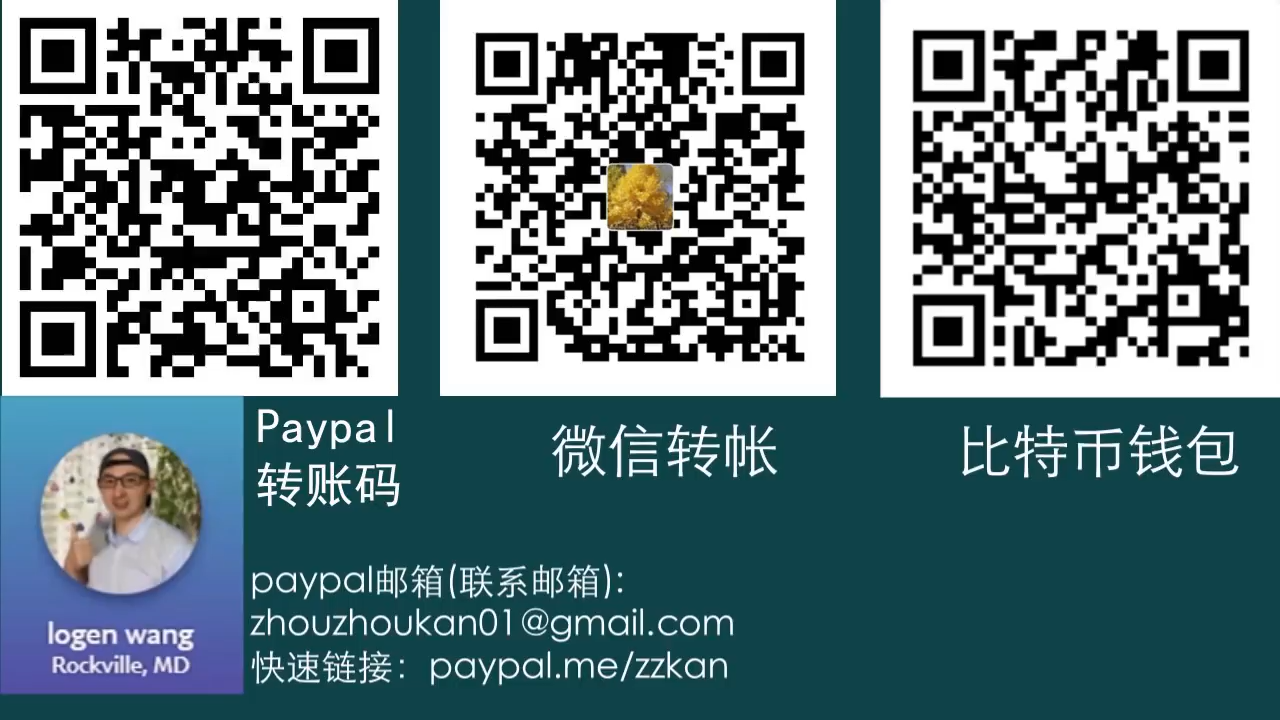 Paypal
转账码
微信转帐
比特币钱包
logen wang
Rockville, MD
paypal邮箱(联系邮箱):
zhouzhoukan01@gmail.com
快速链接：paypal.me/zzkan